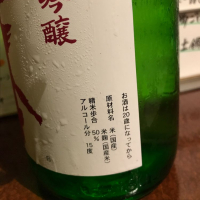 吟醸
お酒は20歳になってから
原材料名 米(国産)
米麹(国産米)
精米歩合 50%
アルコール分 15度